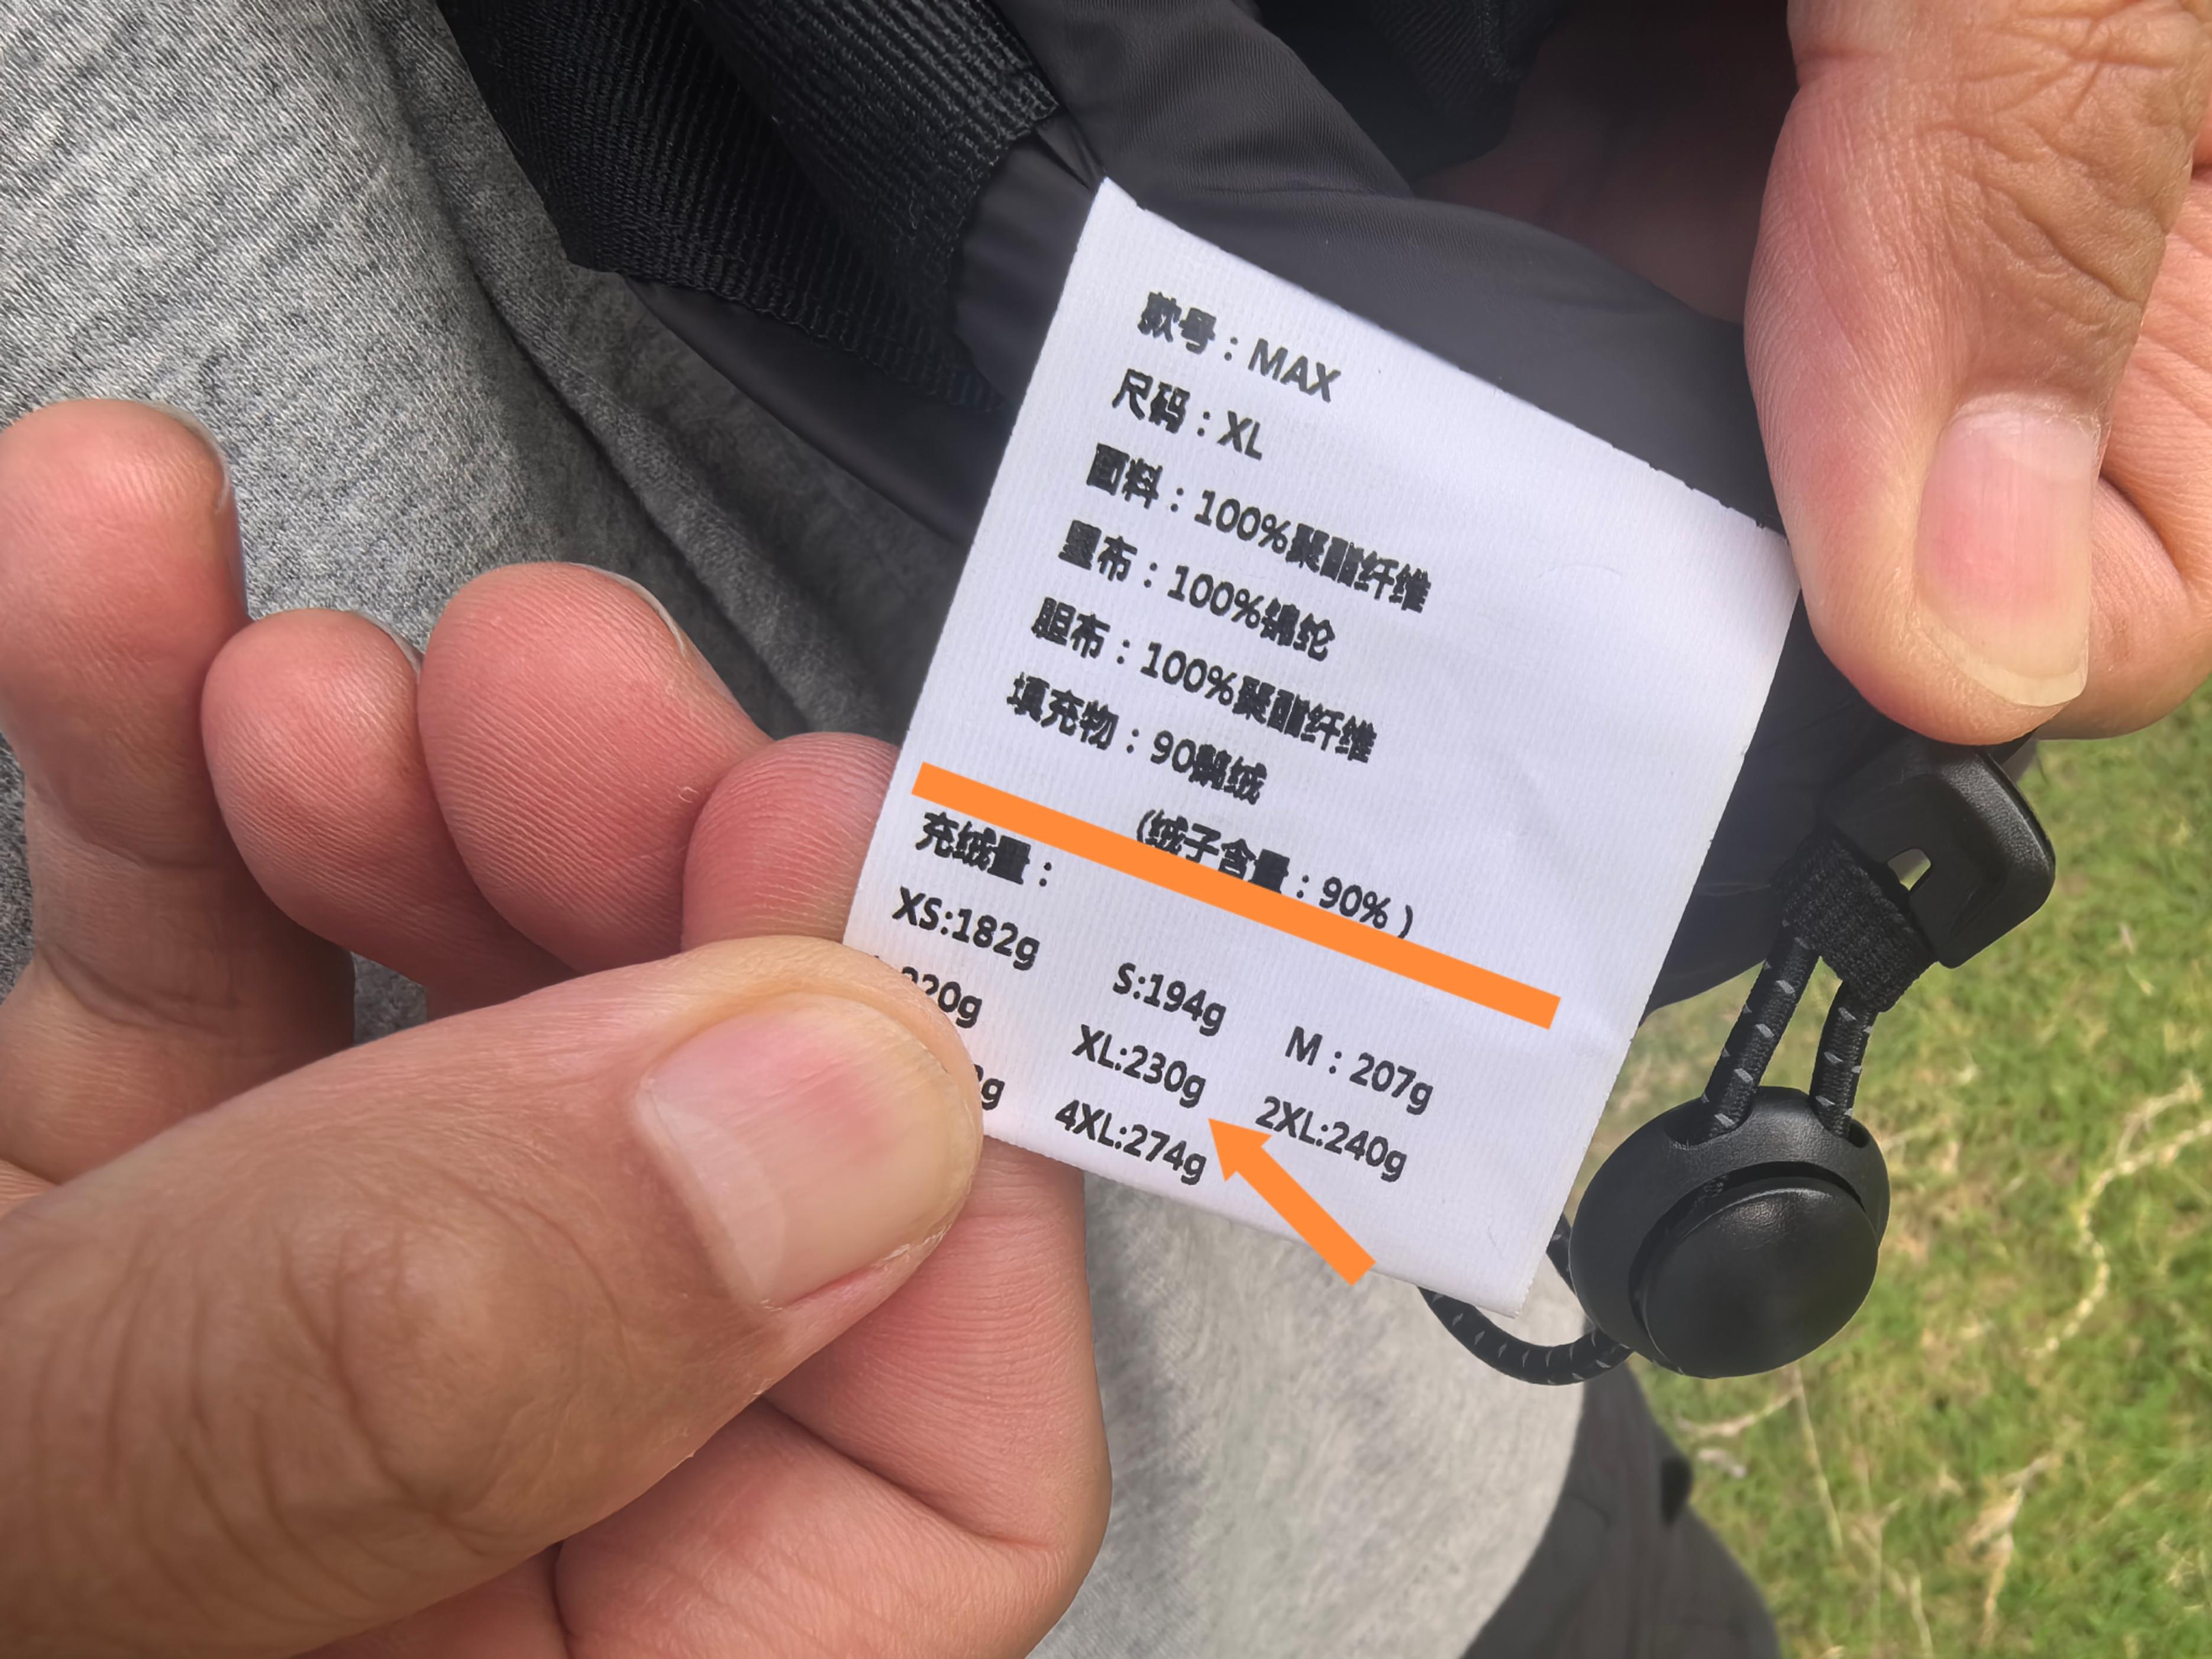 款号：MAX
尺码：XL
面料：100%聚酯纤维
里布：100%锦纶
胆布：100%聚酯纤维
填充物：90鹅绒
(绒子含量：90%）
充绒量：
XS:182g S:194g M：207g
220g XL:230g 2XL:240g
4XL:274g